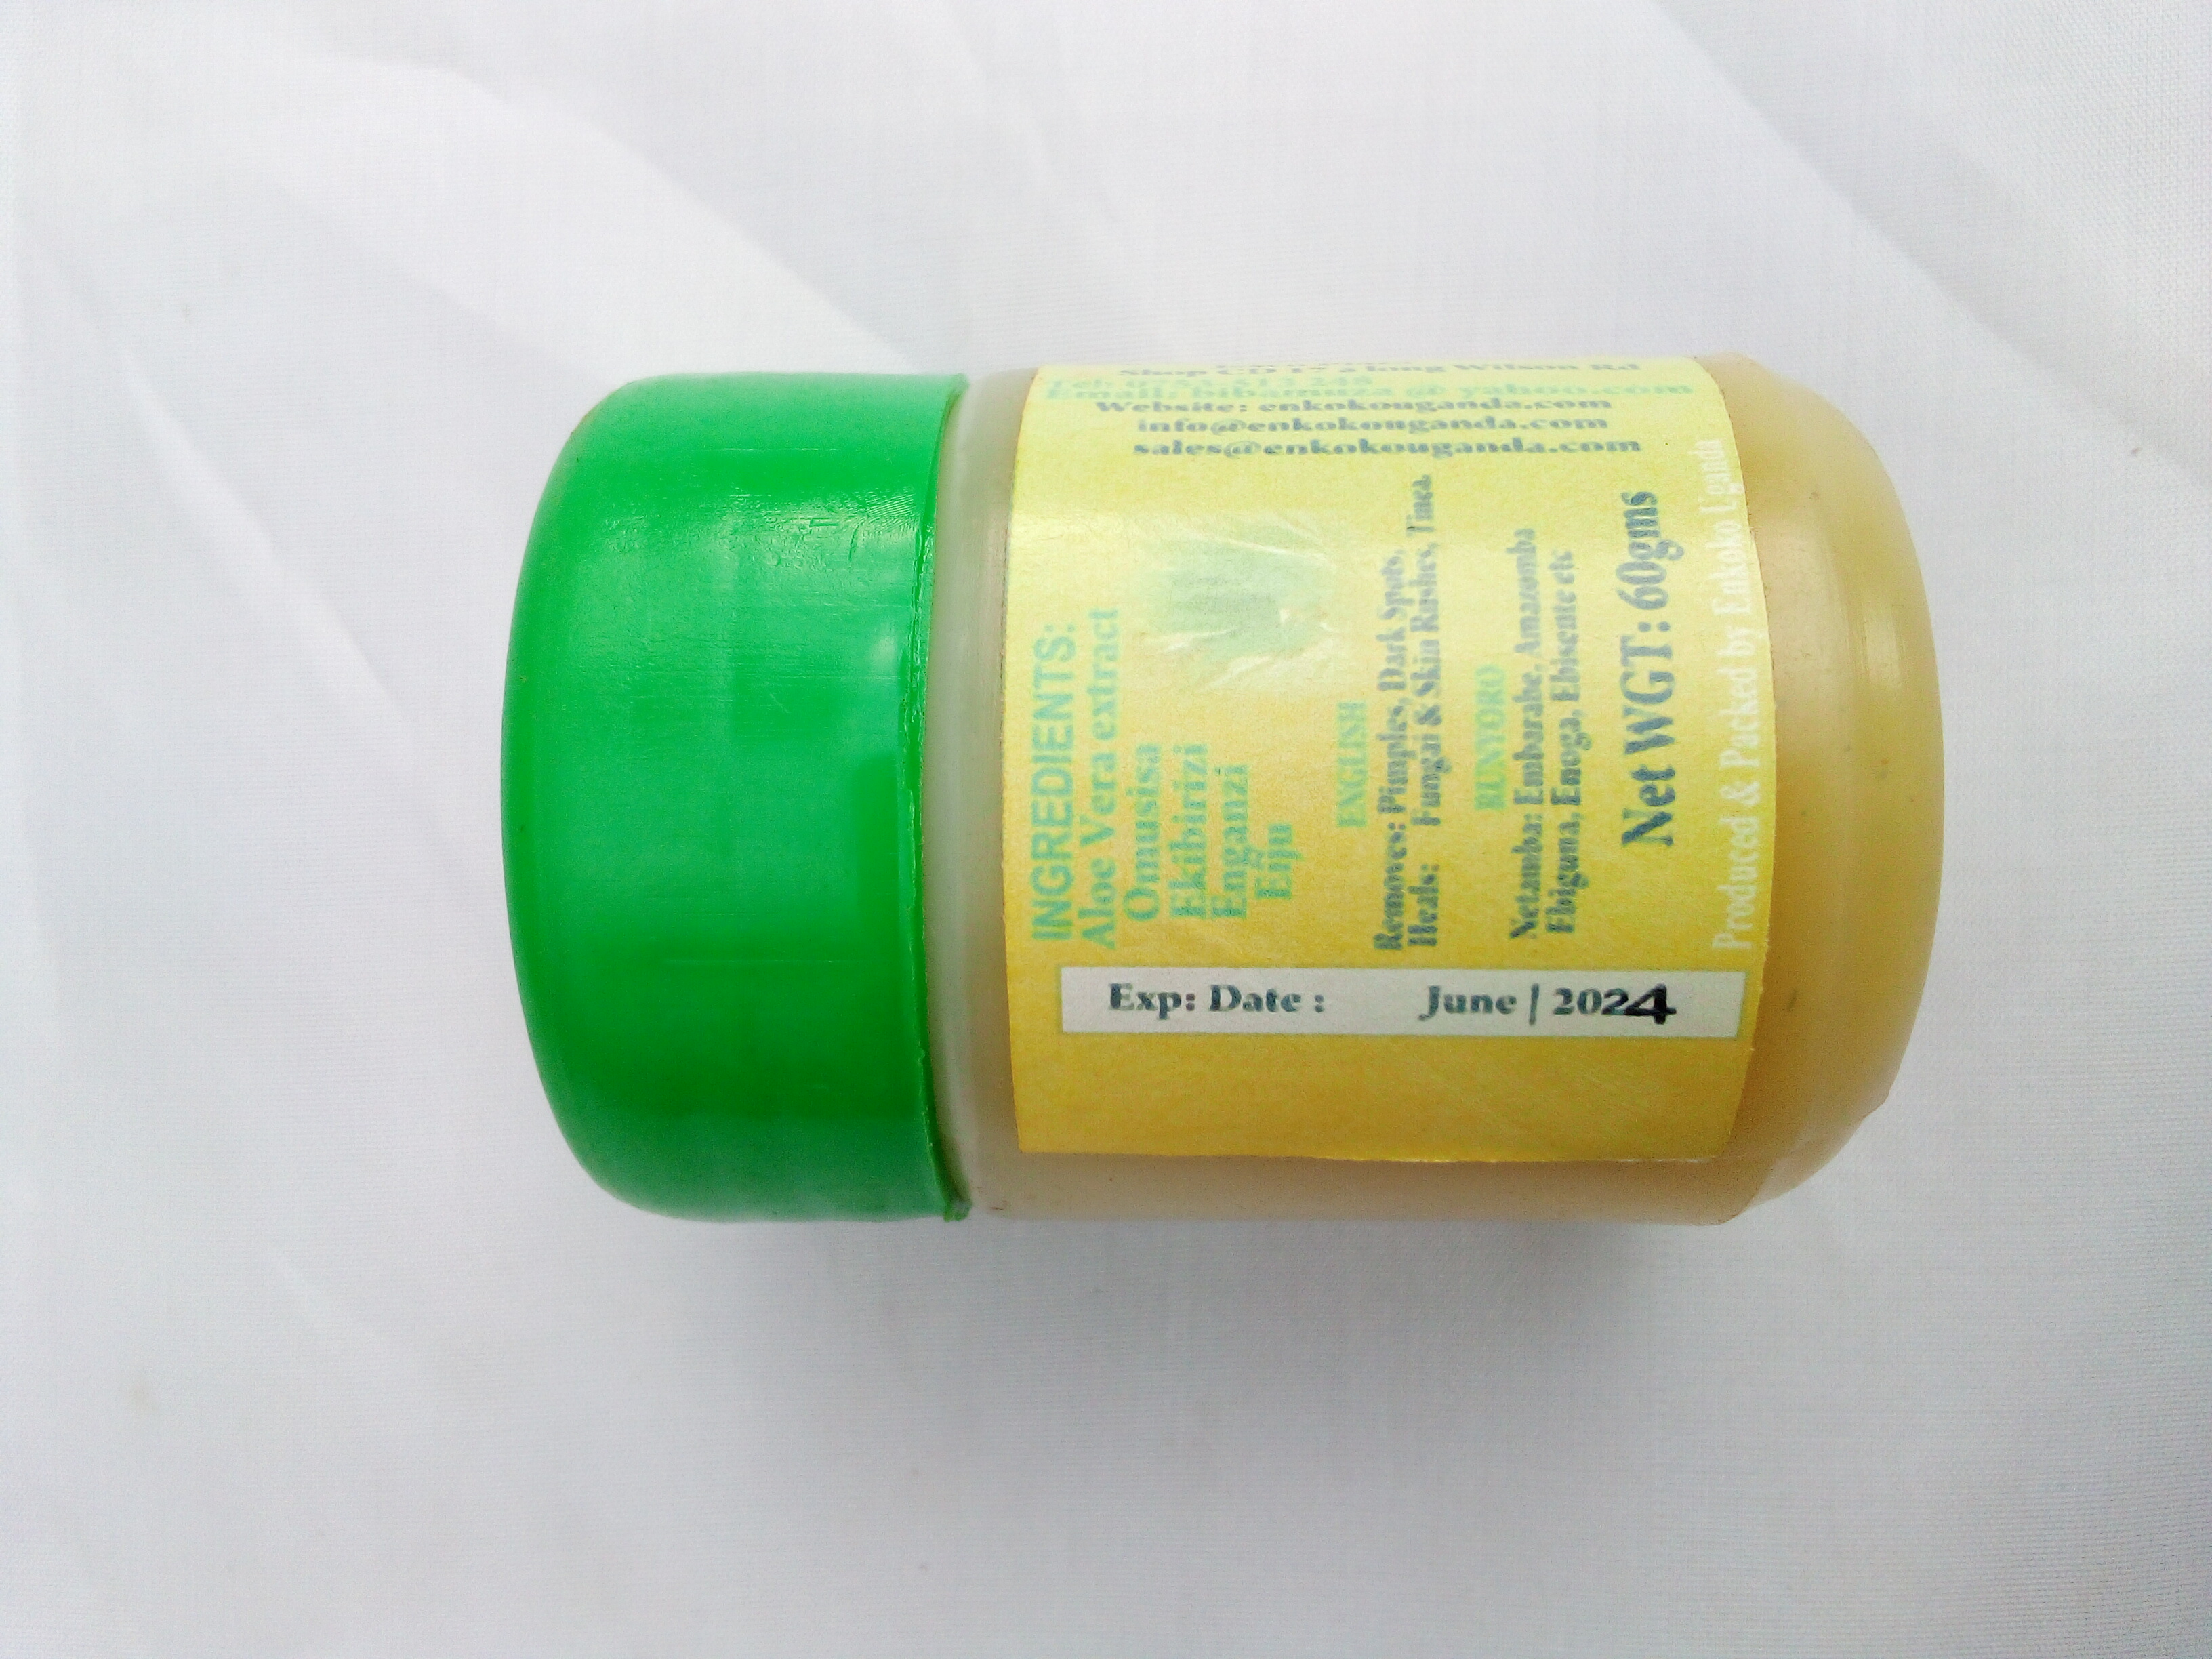 INGREDIENTS:
Aloe Vera extract
Omusisa
Ekibirizi
Enganzi
Eiju
ENGLISH
Removes: Pimples, Dark Spots,
Heals: Fungai & Skin Rashes, Tinea,
RUNYORO
Netamba: Embarabe, Amazomba
Ebiguna, Enoga, Ebisente etc
Net WGT: 60gms
Produced & Packed by Enkoko Uganda
Exp: Date : June | 2024
Website: enkokouganda.com
info@enkokouganda.com
sales@enkokouganda.com